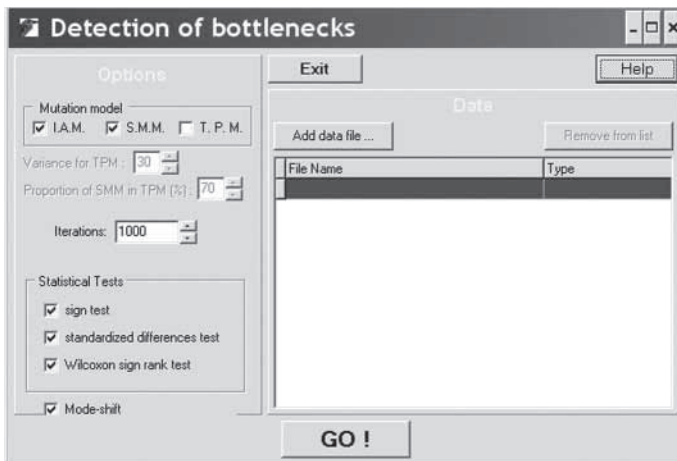 Detection of bottlenecks
Options
Mutation model
I.A.M. S.M.M. T. P. M.
Variance for TPM : 30
Proportion of SMM in TPM (%) : 70
Iterations: 1000
Statistical Tests
sign test
standardized differences test
Wilcoxon sign rank test
Mode-shift
Exit
Help
Data
Add data file ...
Remove from list
File Name Type
GO !